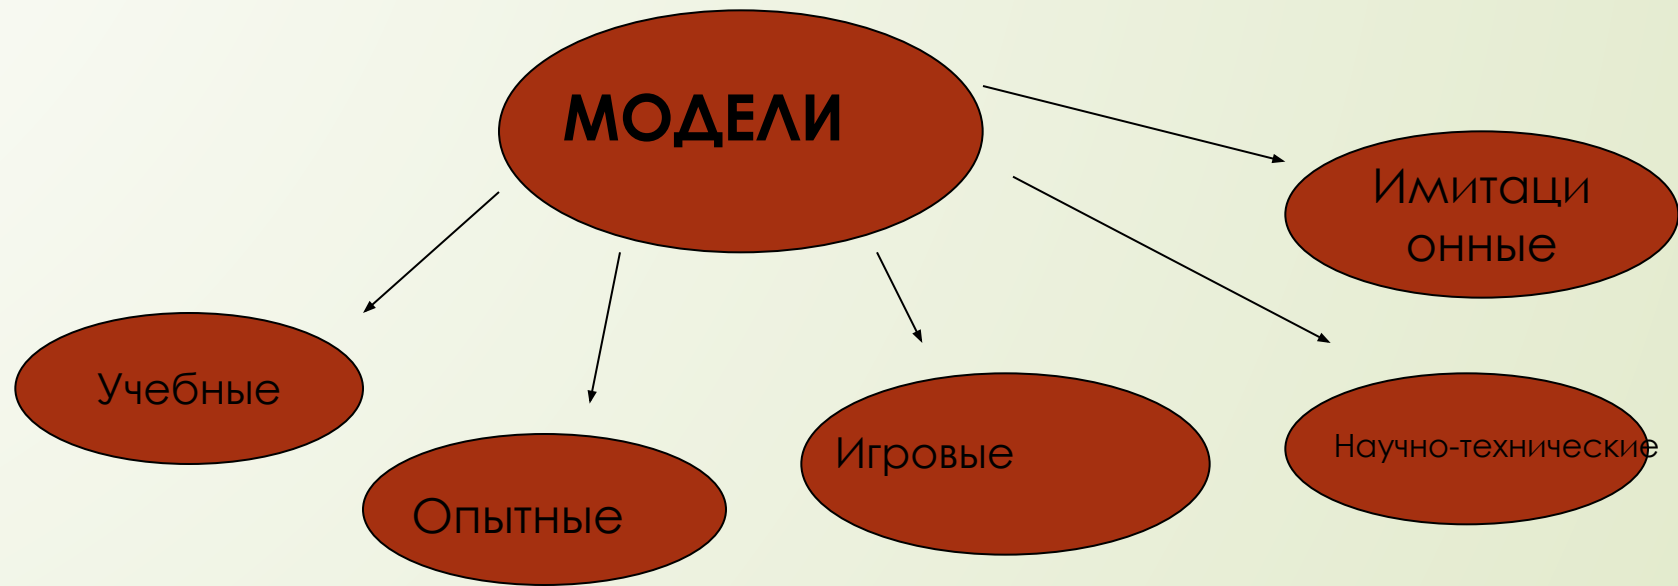 МОДЕЛИ
Имитаци
онные
Учебные
Опытные
Игровые
Научно-технические